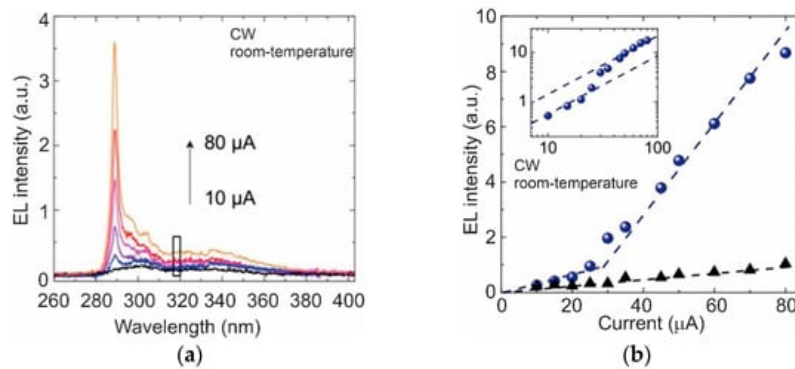 4
3
2
1
0
EL intensity (a.u.)
CW
room-temperature
80 μA
10 μA
260 280 300 320 340 360 380 400
Wavelength (nm)
(a)
10
8
6
4
2
0
EL intensity (a.u.)
10
1
10 100
CW
room-temperature
0 20 40 60 80
Current (μA)
(b)